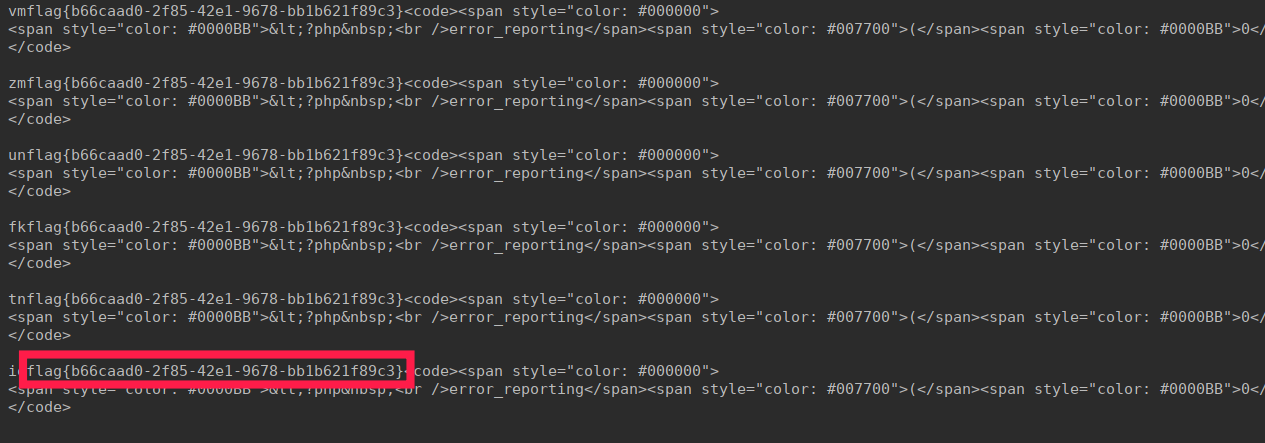 vmflag{b66caad0-2f85-42e1-9678-bb1b621f89c3}<code><span style="color: #000000">
<span style="color: #0000BB">&lt;?php&nbsp;<br />error_reporting</span><span style="color: #007700">(</span><span style="color: #0000BB">0</
</code>
zmflag{b66caad0-2f85-42e1-9678-bb1b621f89c3}<code><span style="color: #000000">
<span style="color: #0000BB">&lt;?php&nbsp;<br />error_reporting</span><span style="color: #007700">(</span><span style="color: #0000BB">0</
</code>
unflag{b66caad0-2f85-42e1-9678-bb1b621f89c3}<code><span style="color: #000000">
<span style="color: #0000BB">&lt;?php&nbsp;<br />error_reporting</span><span style="color: #007700">(</span><span style="color: #0000BB">0</
</code>
fkflag{b66caad0-2f85-42e1-9678-bb1b621f89c3}<code><span style="color: #000000">
<span style="color: #0000BB">&lt;?php&nbsp;<br />error_reporting</span><span style="color: #007700">(</span><span style="color: #0000BB">0</
</code>
tnflag{b66caad0-2f85-42e1-9678-bb1b621f89c3}<code><span style="color: #000000">
<span style="color: #0000BB">&lt;?php&nbsp;<br />error_reporting</span><span style="color: #007700">(</span><span style="color: #0000BB">0</
</code>
flag{b66caad0-2f85-42e1-9678-bb1b621f89c3}<code><span style="color: #000000">
<span style="color: #0000BB">&lt;?php&nbsp;<br />error_reporting</span><span style="color: #007700">(</span><span style="color: #0000BB">0</
</code>